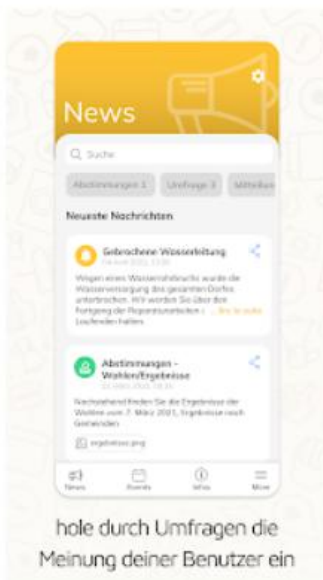 News
Suche
Abstimmungen 3
Umfrage 3
Mitteilun
Neueste Nachrichten
Gebrochene Wasserleitung
Wegen eines Wasserrohrbruchs wurde die
Wasserversorgung des gesamten Dorfes
unterbrochen. Wir werden Sie über den
Fortgang der Reparaturarbeiten
Laufenden halten.
Abstimmungen -
Wahlen/Ergebnisse
Nachstehend finden Sie die Ergebnisse der
Wahlen vom 7. März 2021, Ergebnisse nach
Gemeinden
ergebnisse.png
News
Events
Infos
More
hole durch Umfragen die
Meinung deiner Benutzer ein